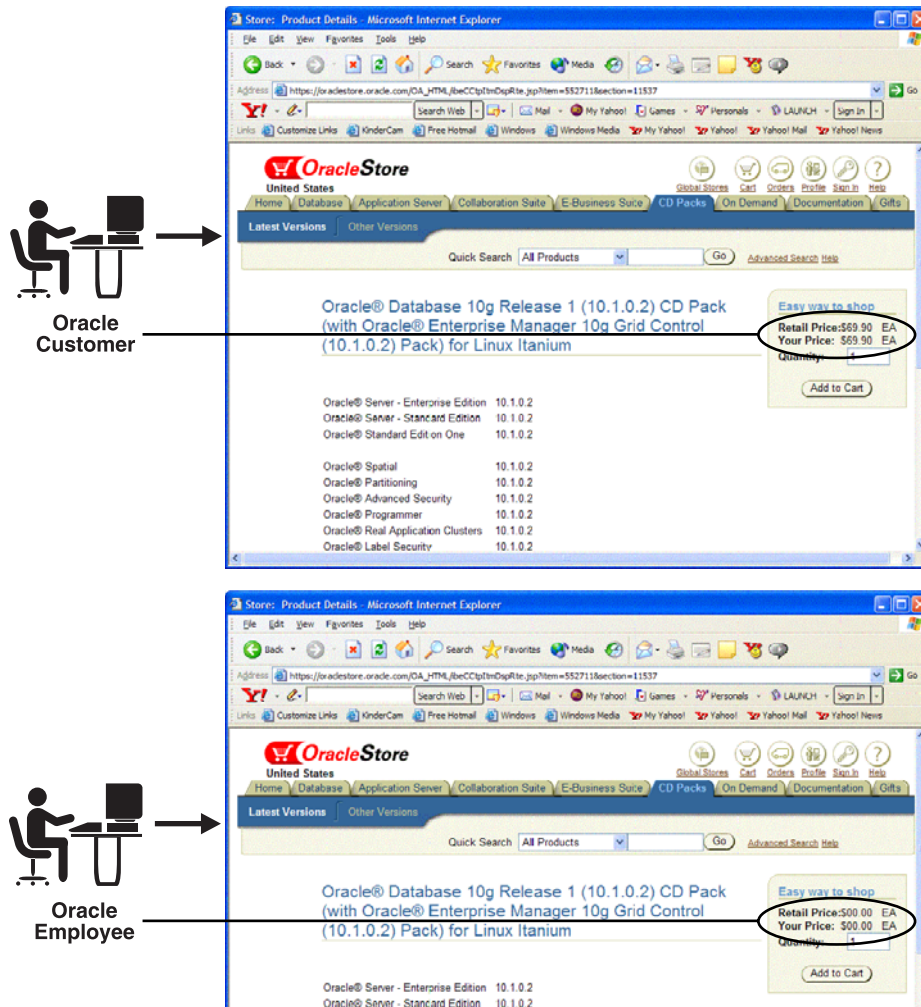 Store: Product Details - Microsoft Internet Explorer
File Edit View Favorites Tools Help
Back Search Favorites Media
Address https://oraclestore.oracle.com/OA_HTML/ibeCCtpItmDspRte.jsp?item=552711&section=11537 Go
Y! Search Web Mail My Yahoo! Games Personals LAUNCH Sign In
Links Customize Links KinderCam Free Hotmail Windows Windows Media My Yahoo! Yahoo! Yahoo! Mail Yahoo! News
OracleStore
United States
Global Stores Cart Orders Profile Sign In Help
Home Database Application Server Collaboration Suite E-Business Suite CD Packs On Demand Documentation Gifts
Latest Versions Other Versions
Quick Search All Products Go Advanced Search Help
Oracle Customer
Oracle® Database 10g Release 1 (10.1.0.2) CD Pack
(with Oracle® Enterprise Manager 10g Grid Control
(10.1.0.2) Pack) for Linux Itanium
Easy way to shop
Retail Price:$69.90 EA
Your Price: $69.90 EA
Quantity: 1
Add to Cart
Oracle® Server - Enterprise Edition 10.1.0.2
Oracle® Server - Standard Edition 10.1.0.2
Oracle® Standard Edition One 10.1.0.2
Oracle® Spatial 10.1.0.2
Oracle® Partitioning 10.1.0.2
Oracle® Advanced Security 10.1.0.2
Oracle® Programmer 10.1.0.2
Oracle® Real Application Clusters 10.1.0.2
Oracle® Label Security 10.1.0.2
Store: Product Details - Microsoft Internet Explorer
File Edit View Favorites Tools Help
Back Search Favorites Media
Address https://oraclestore.oracle.com/OA_HTML/ibeCCtpItmDspRte.jsp?item=552711&section=11537 Go
Y! Search Web Mail My Yahoo! Games Personals LAUNCH Sign In
Links Customize Links KinderCam Free Hotmail Windows Windows Media My Yahoo! Yahoo! Yahoo! Mail Yahoo! News
OracleStore
United States
Global Stores Cart Orders Profile Sign In Help
Home Database Application Server Collaboration Suite E-Business Suite CD Packs On Demand Documentation Gifts
Latest Versions Other Versions
Quick Search All Products Go Advanced Search Help
Oracle Employee
Oracle® Database 10g Release 1 (10.1.0.2) CD Pack
(with Oracle® Enterprise Manager 10g Grid Control
(10.1.0.2) Pack) for Linux Itanium
Easy way to shop
Retail Price:$00.00 EA
Your Price: $00.00 EA
Quantity: 1
Add to Cart
Oracle® Server - Enterprise Edition 10.1.0.2
Oracle® Server - Standard Edition 10.1.0.2